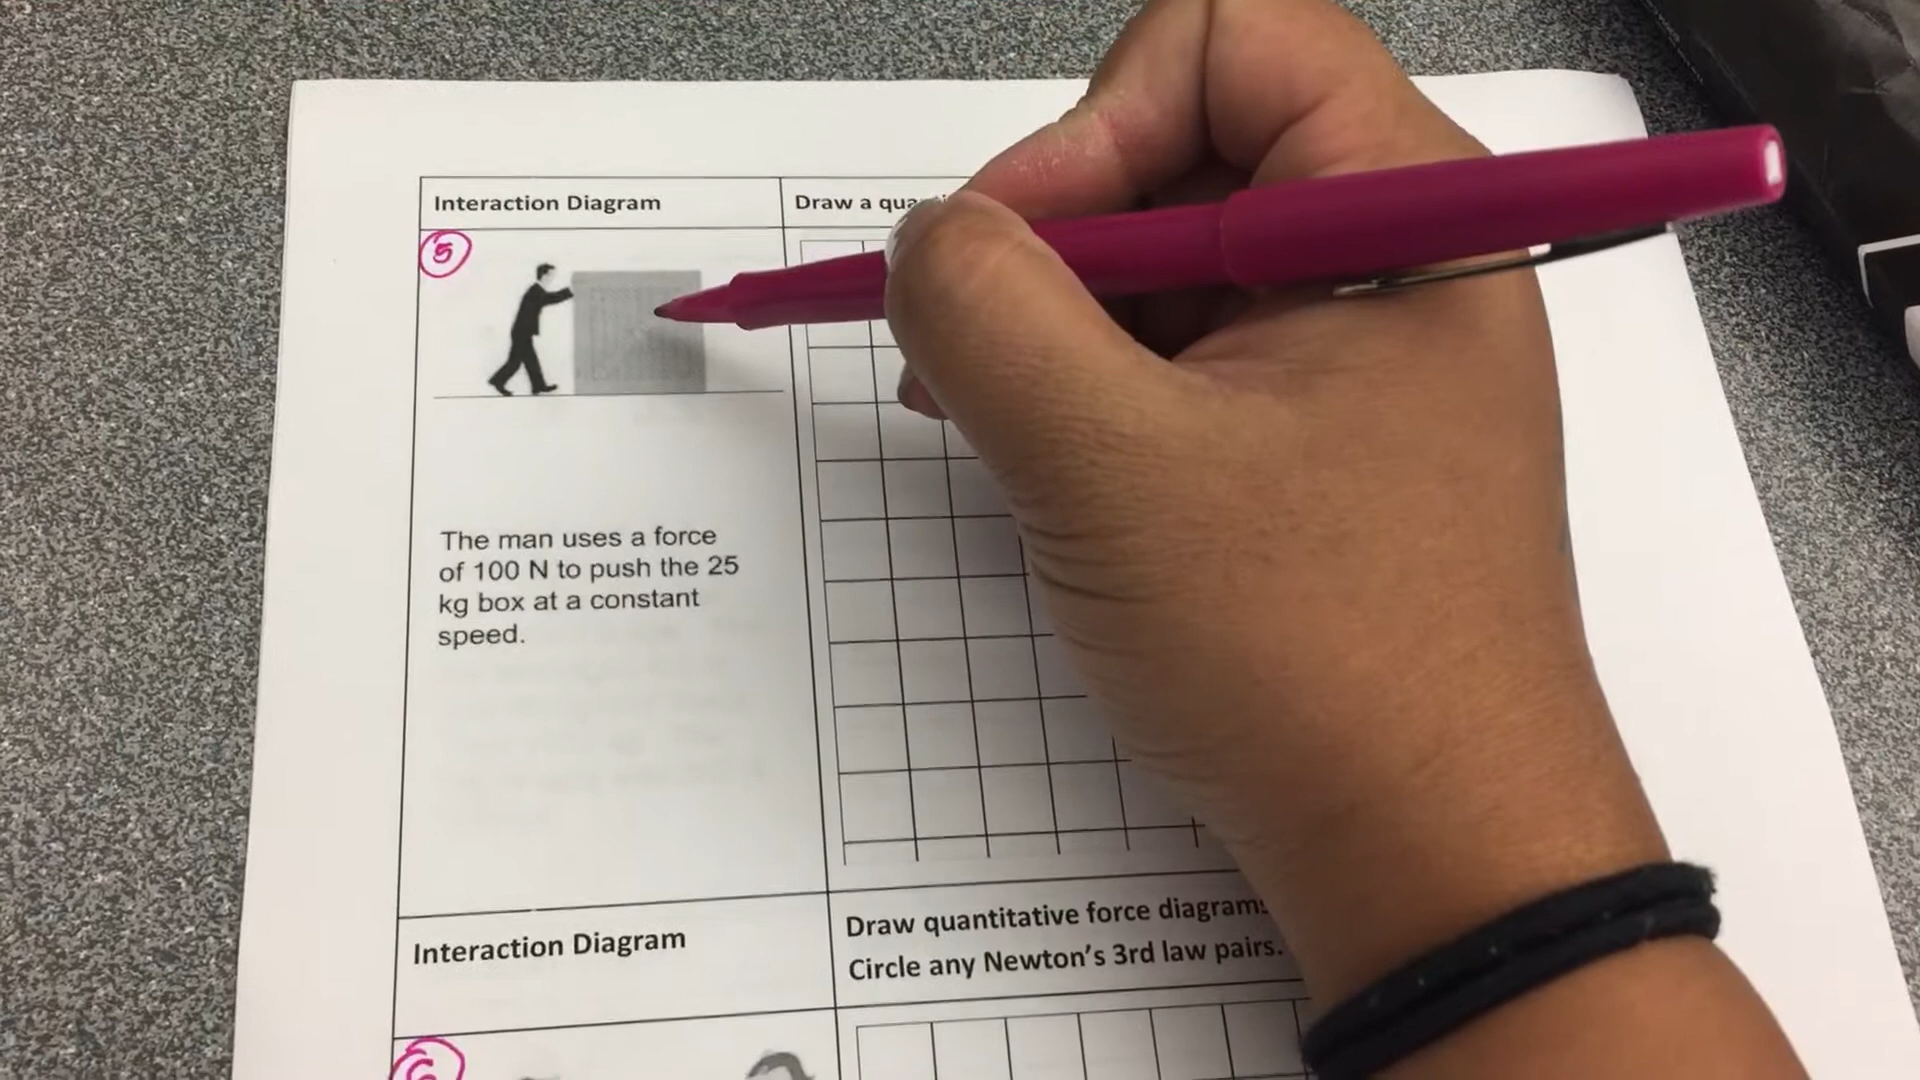 Interaction Diagram
Draw a
5
The man uses a force
of 100 N to push the 25
kg box at a constant
speed.
Interaction Diagram
Draw quantitative force diagrams
Circle any Newton's 3rd law pairs.
6